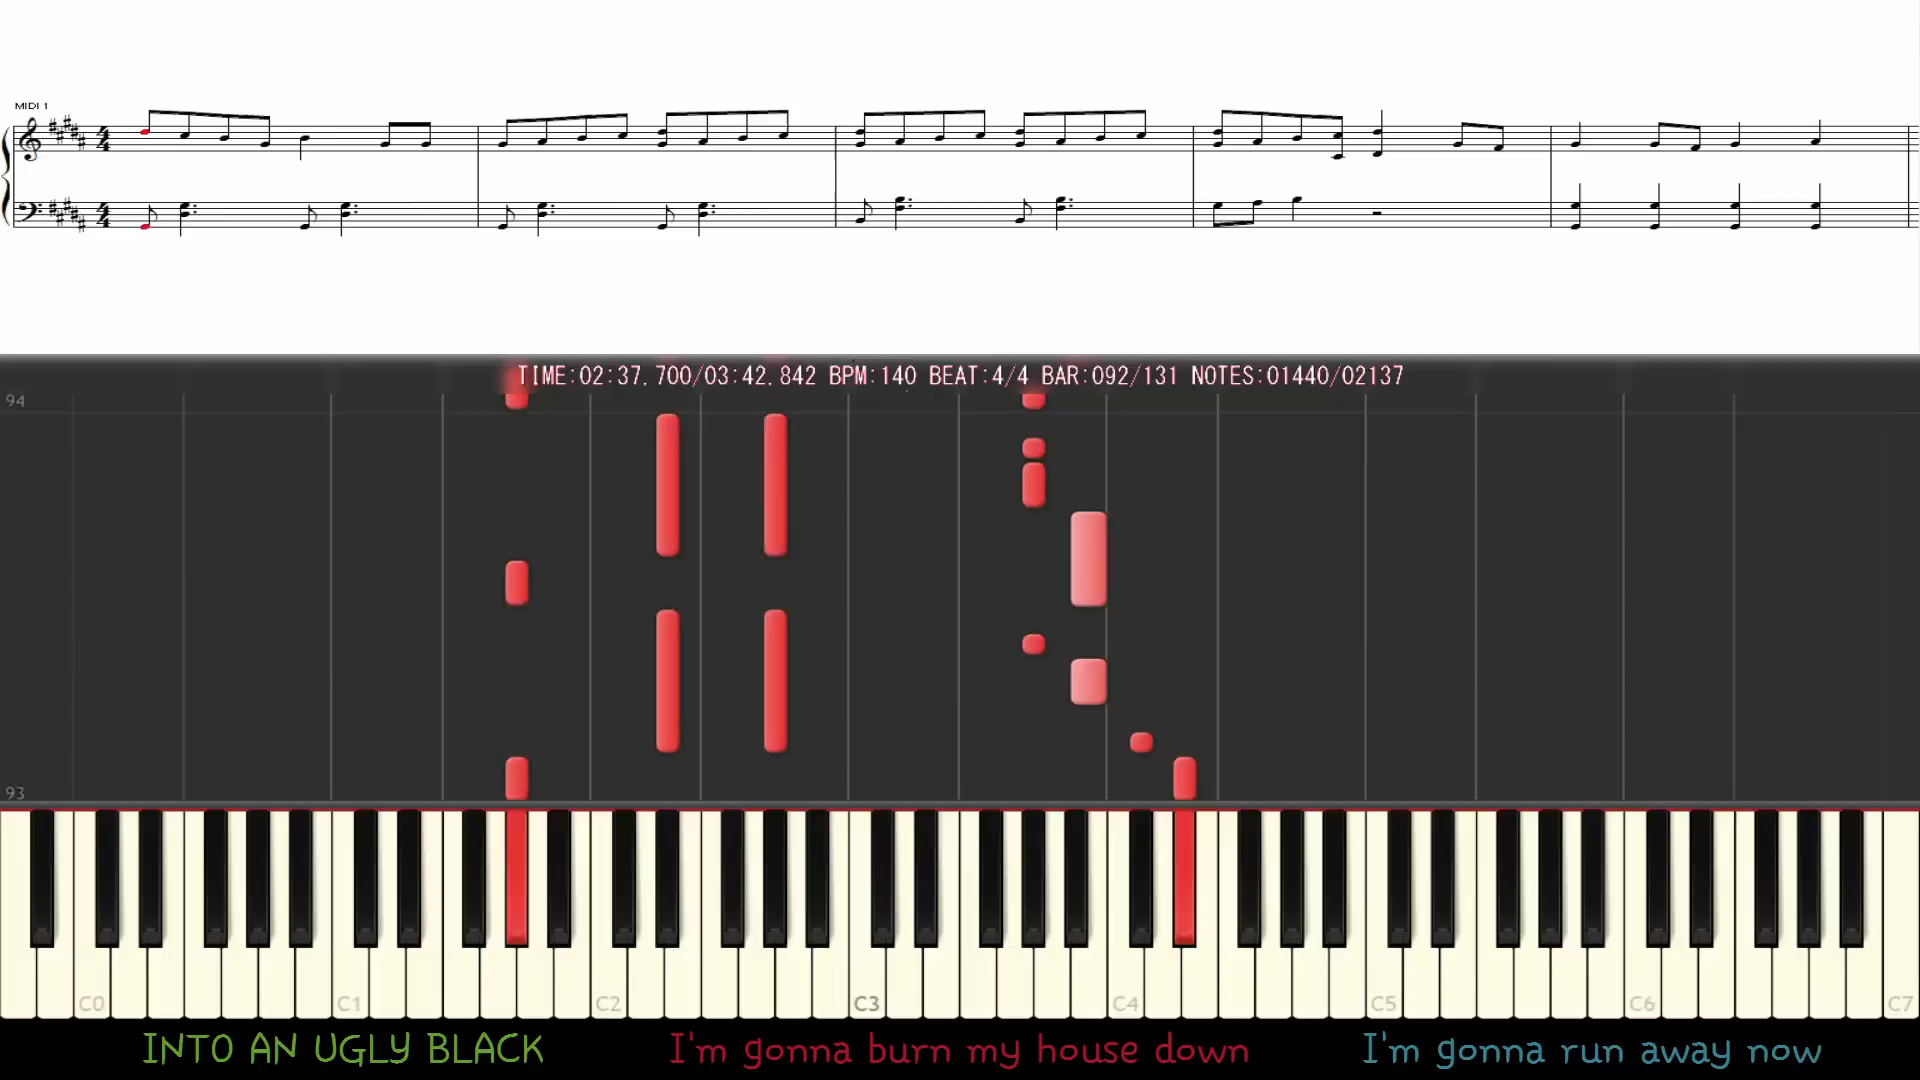 MIDI 1
TIME:02:37.700/03:42.842 BPM:140 BEAT:4/4 BAR:092/131 NOTES:01440/02137
94
93
C0 C1 C2 C3 C4 C5 C6 C7
INTO AN UGLY BLACK I'm gonna burn my house down I'm gonna run away now